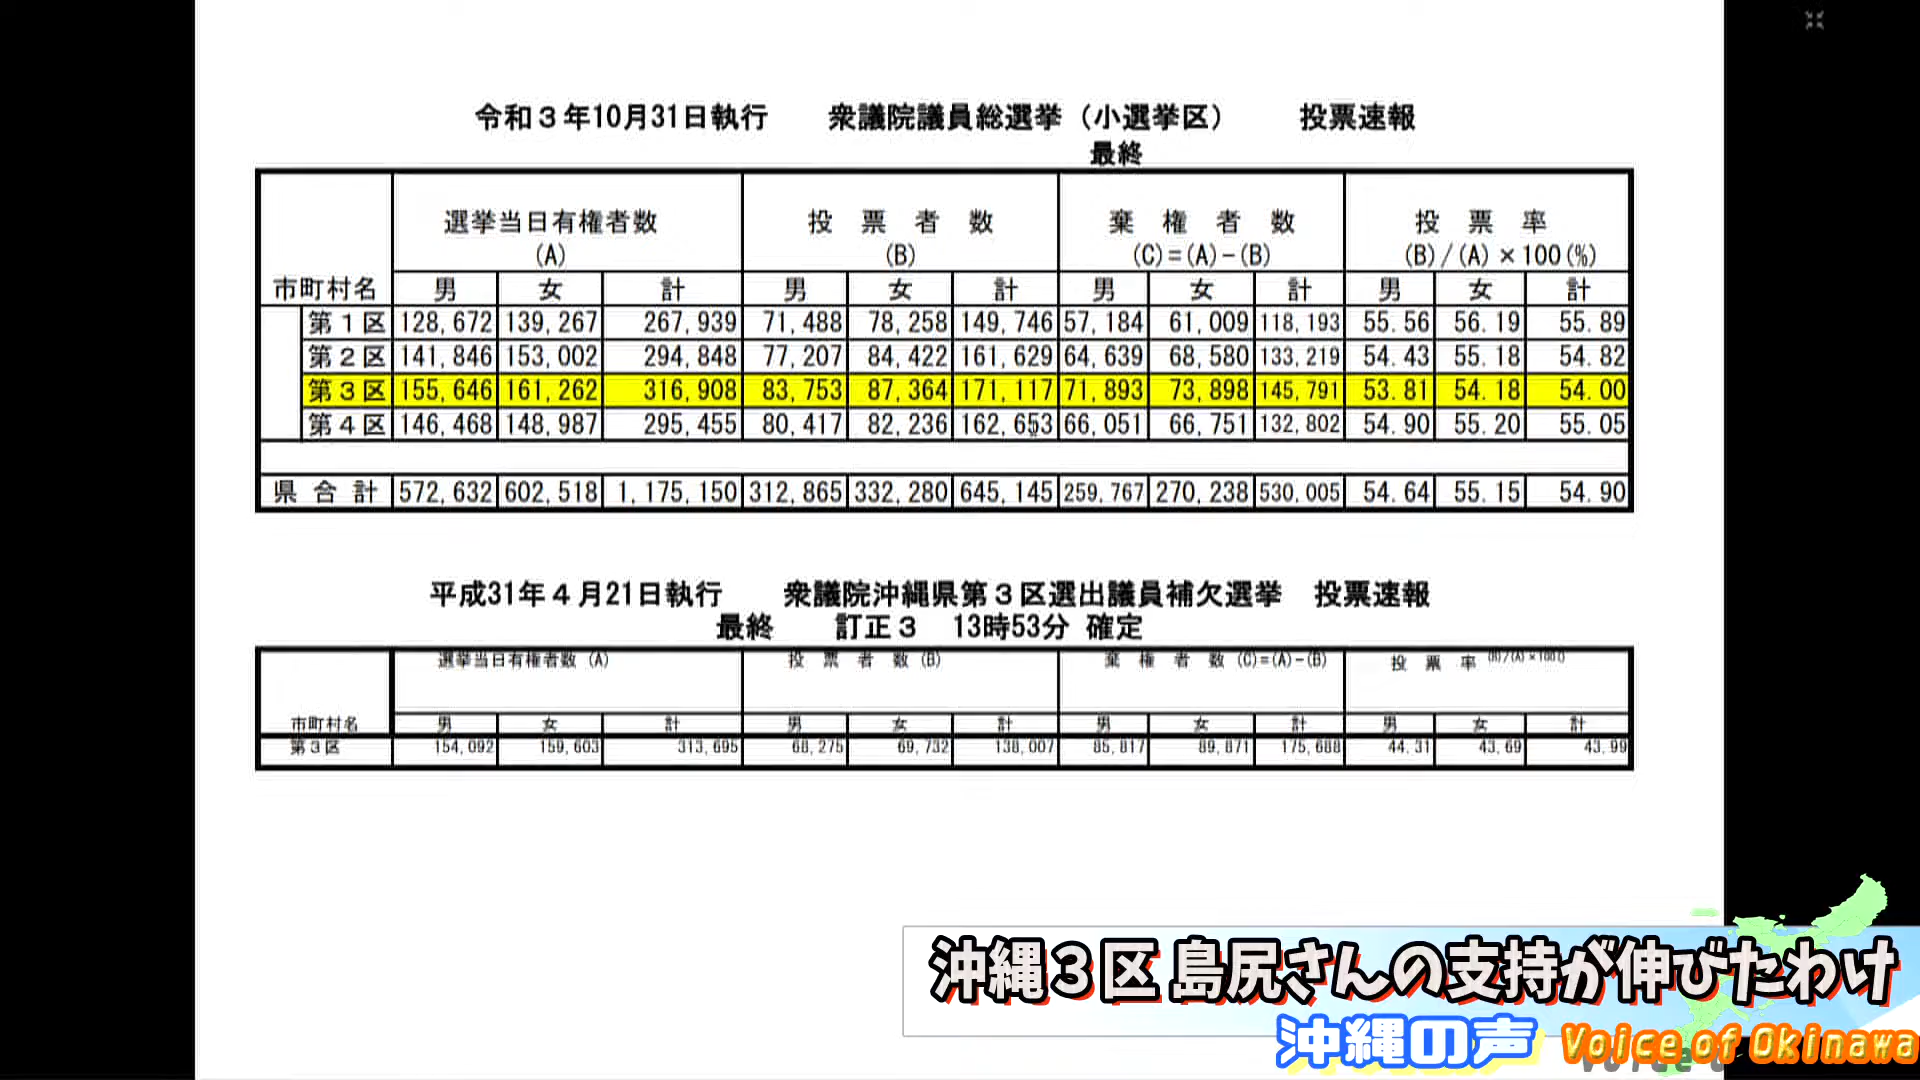 令和３年10月31日執行　衆議院議員総選挙（小選挙区）　投票速報
最終
選挙当日有権者数 投票者数 棄権者数 投票率
(A) (B) (C)=(A)-(B) (B)/(A)×100(%)
市町村名 男 女 計 男 女 計 男 女 計 男 女 計
第１区 128,672 139,267 267,939 71,488 78,258 149,746 57,184 61,009 118,193 55.56 56.19 55.89
第２区 141,846 153,002 294,848 77,207 84,422 161,629 64,639 68,580 133,219 54.43 55.18 54.82
第３区 155,646 161,262 316,908 83,753 87,364 171,117 71,893 73,898 145,791 53.81 54.18 54.00
第４区 146,468 148,987 295,455 80,417 82,236 162,653 66,051 66,751 132,802 54.90 55.20 55.05
県合計 572,632 602,518 1,175,150 312,865 332,280 645,145 259,767 270,238 530,005 54.64 55.15 54.90
平成31年４月21日執行　衆議院沖縄県第３区選出議員補欠選挙　投票速報
最終　訂正３　13時53分 確定
選挙当日有権者数 (A) 投票者数 (B) 棄権者数 (C)=(A)-(B) 投票率
市町村名 男 女 計 男 女 計 男 女 計 男 女 計
第３区 154,092 159,603 313,695 68,275 69,732 138,007 85,817 89,871 175,688 44.31 43.69 43.99
沖縄３区 島尻さんの支持が伸びたわけ
沖縄の声 Voice of Okinawa